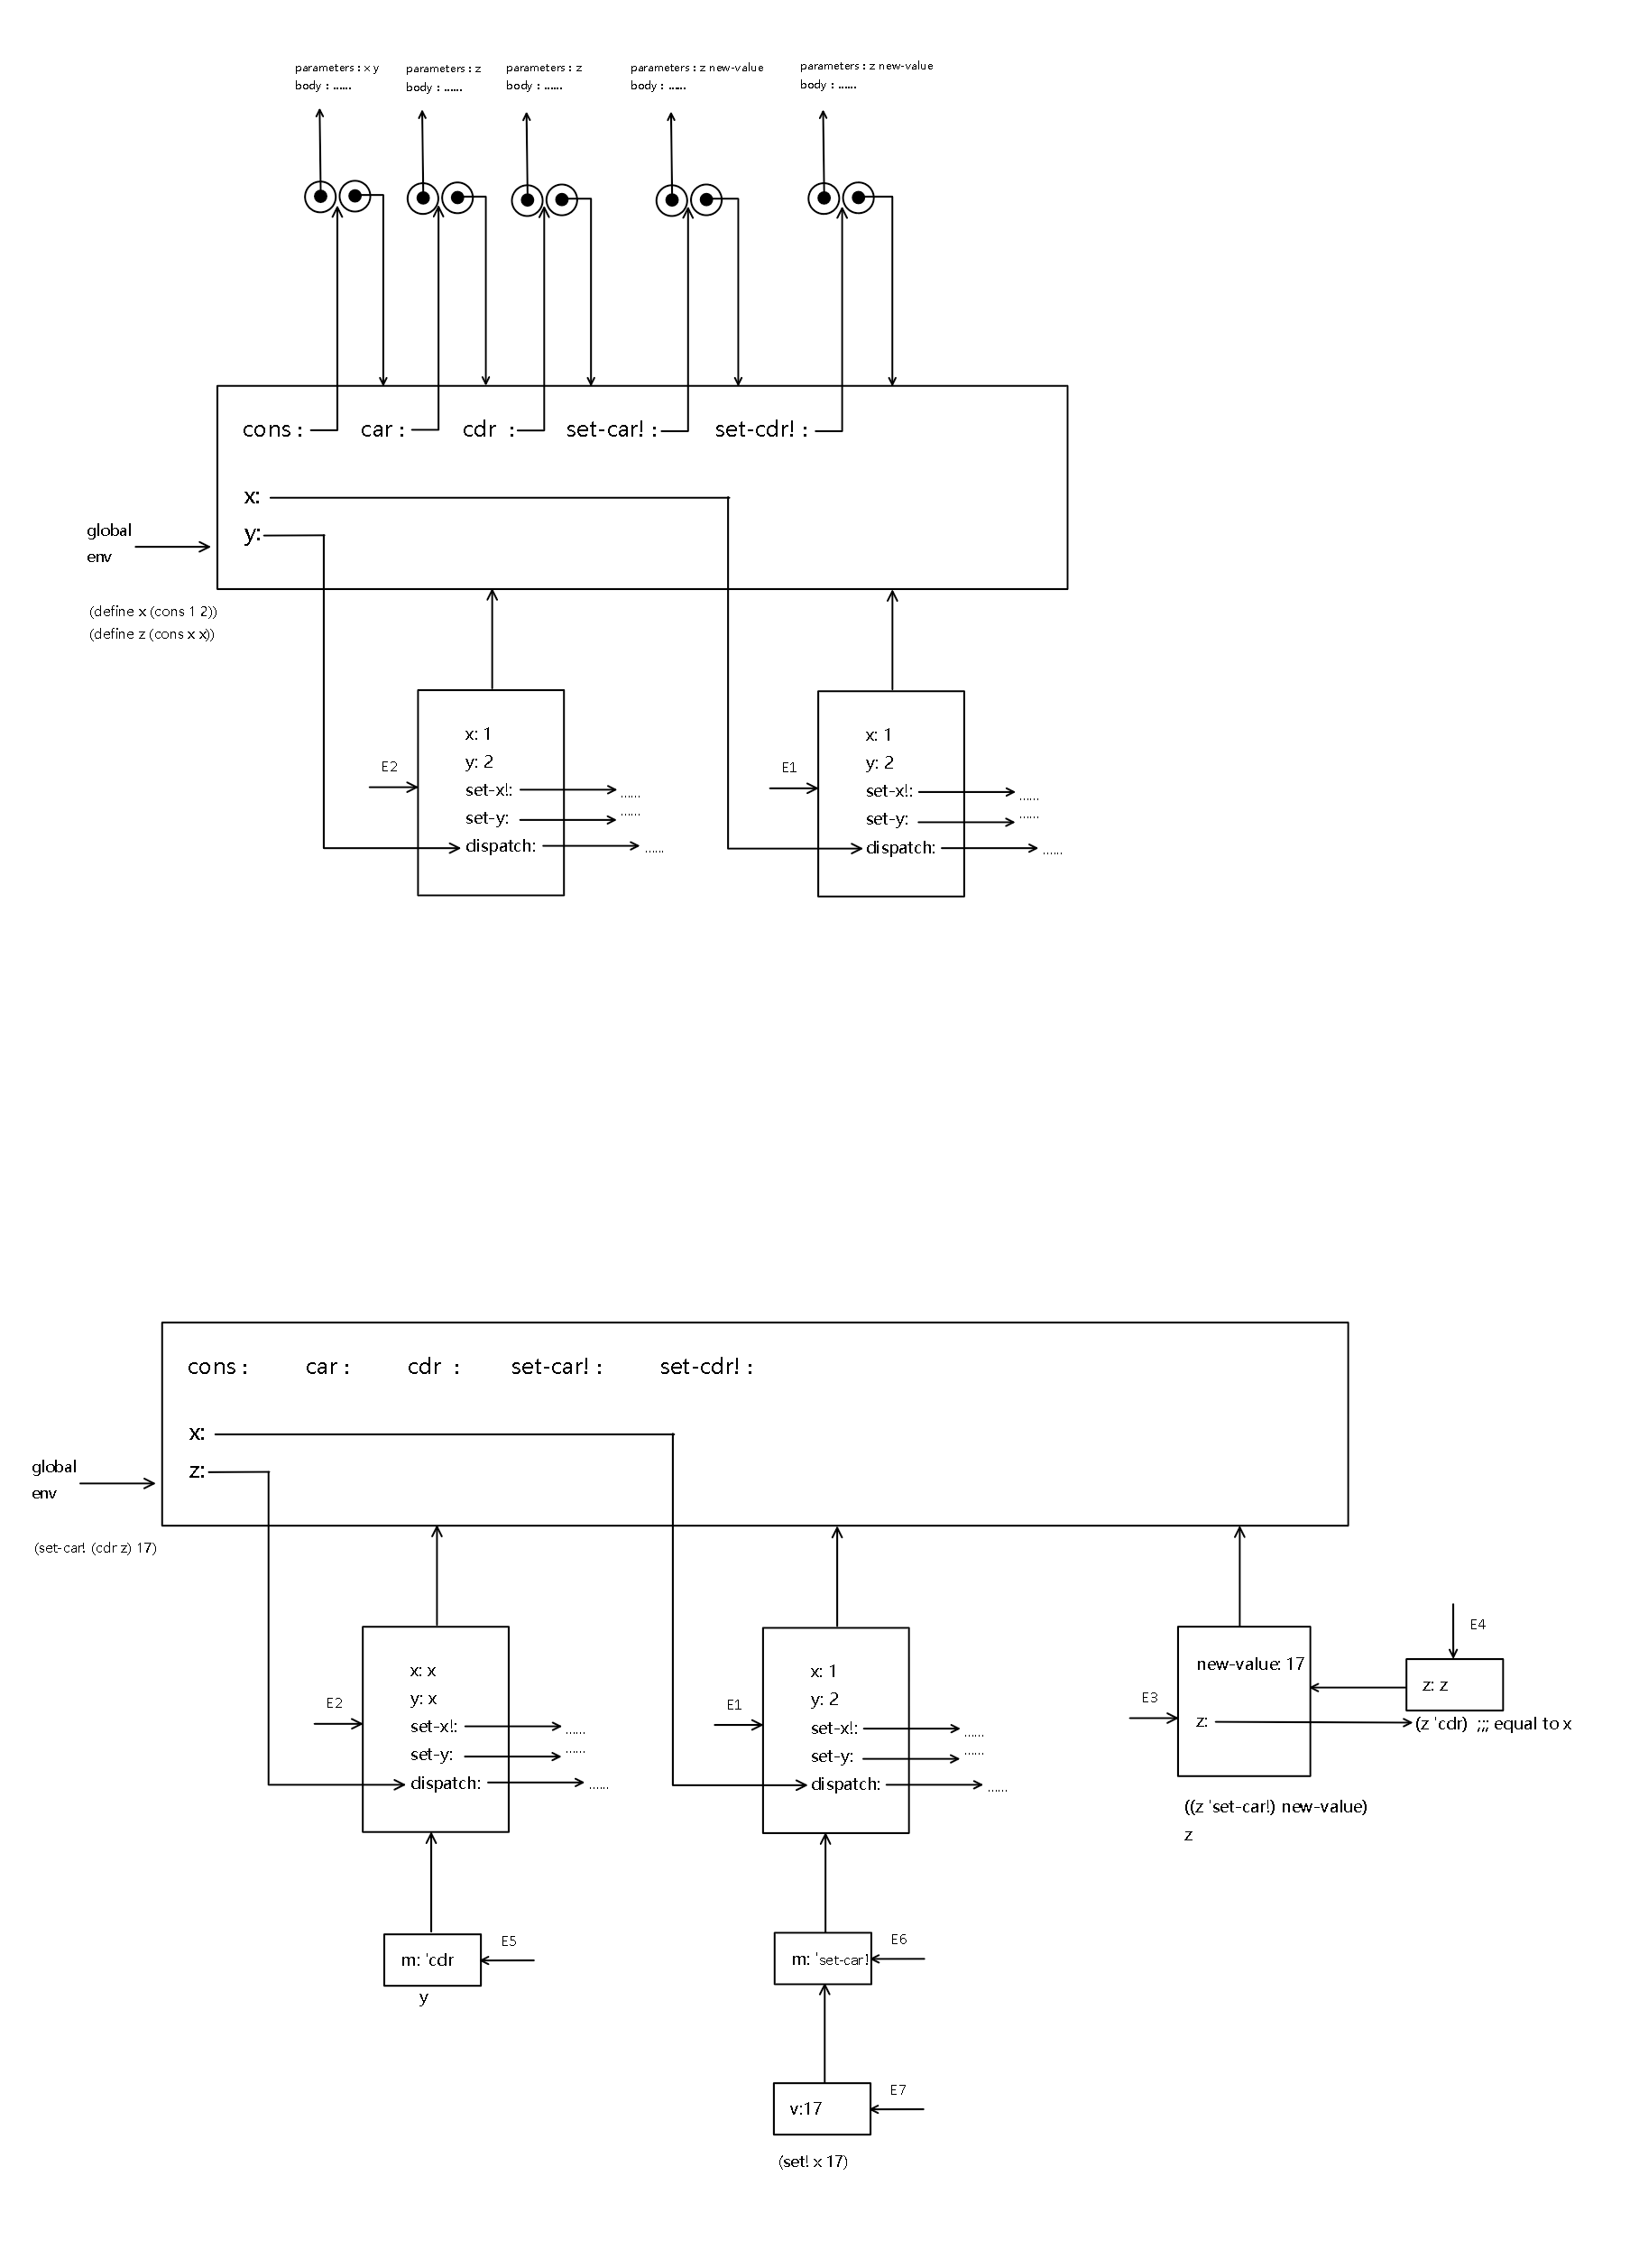 parameters : x y
body : ......
parameters : z
body : ......
parameters : z
body : ......
parameters : z new-value
body : ......
parameters : z new-value
body : ......
cons :
car :
cdr :
set-car! :
set-cdr! :
x:
y:
global
env
(define x (cons 1 2))
(define z (cons x x))
E2
x: 1
y: 2
set-x!: ......
set-y: ......
dispatch: ......
E1
x: 1
y: 2
set-x!: ......
set-y: ......
dispatch: ......
cons :
car :
cdr :
set-car! :
set-cdr! :
x:
z:
global
env
(set-car! (cdr z) 17)
E2
x: x
y: x
set-x!: ......
set-y: ......
dispatch: ......
E1
x: 1
y: 2
set-x!: ......
set-y: ......
dispatch: ......
E3
new-value: 17
z:
E4
z: z
(z 'cdr) ;;; equal to x
((z 'set-car!) new-value)
z
m: 'cdr
E5
y
m: 'set-car!
E6
v:17
E7
(set! x 17)